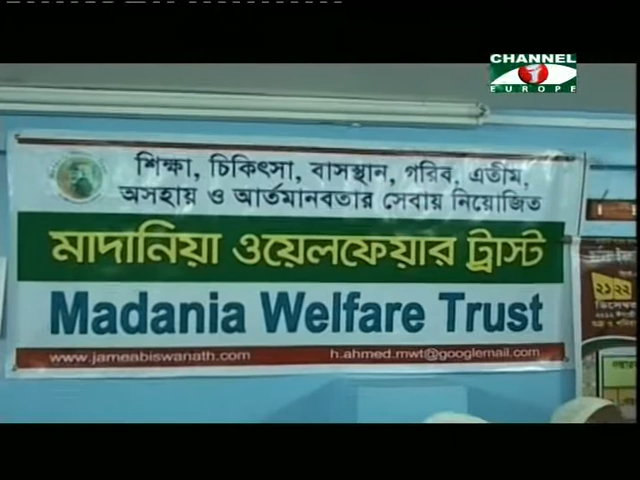 CHANNEL
i
EUROPE
শিক্ষা, চিকিৎসা, বাসস্থান, গরিব, এতীম,
অসহায় ও আর্তমানবতার সেবায় নিয়োজিত
মাদানিয়া ওয়েলফেয়ার ট্রাস্ট
Madania Welfare Trust
www.jameabiswanath.com h.ahmed.mwt@googlemail.com
২১২২